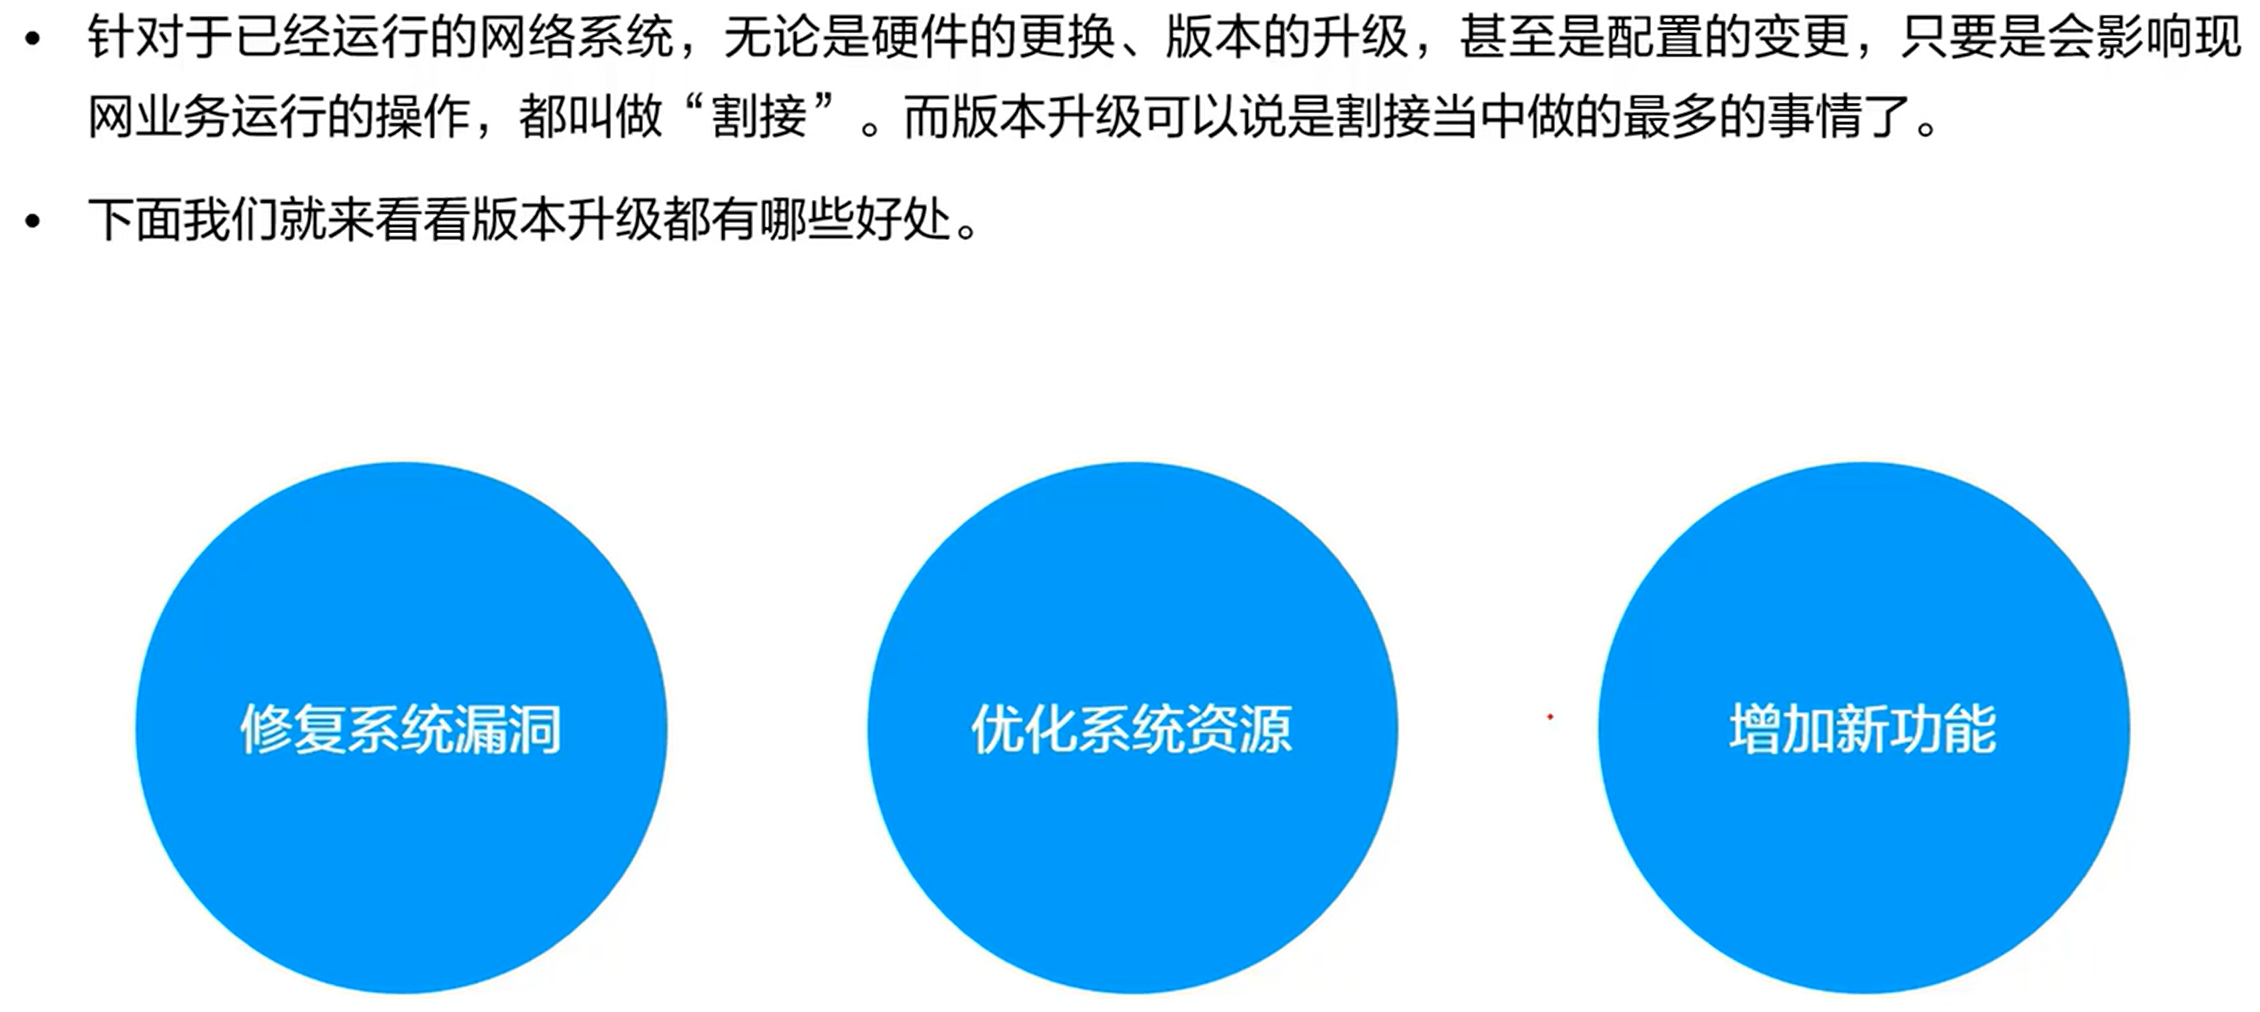 • 针对于已经运行的网络系统，无论是硬件的更换、版本的升级，甚至是配置的变更，只要是会影响现
网业务运行的操作，都叫做“割接”。而版本升级可以说是割接当中做的最多的事情了。
• 下面我们就来看看版本升级都有哪些好处。
修复系统漏洞
优化系统资源
增加新功能